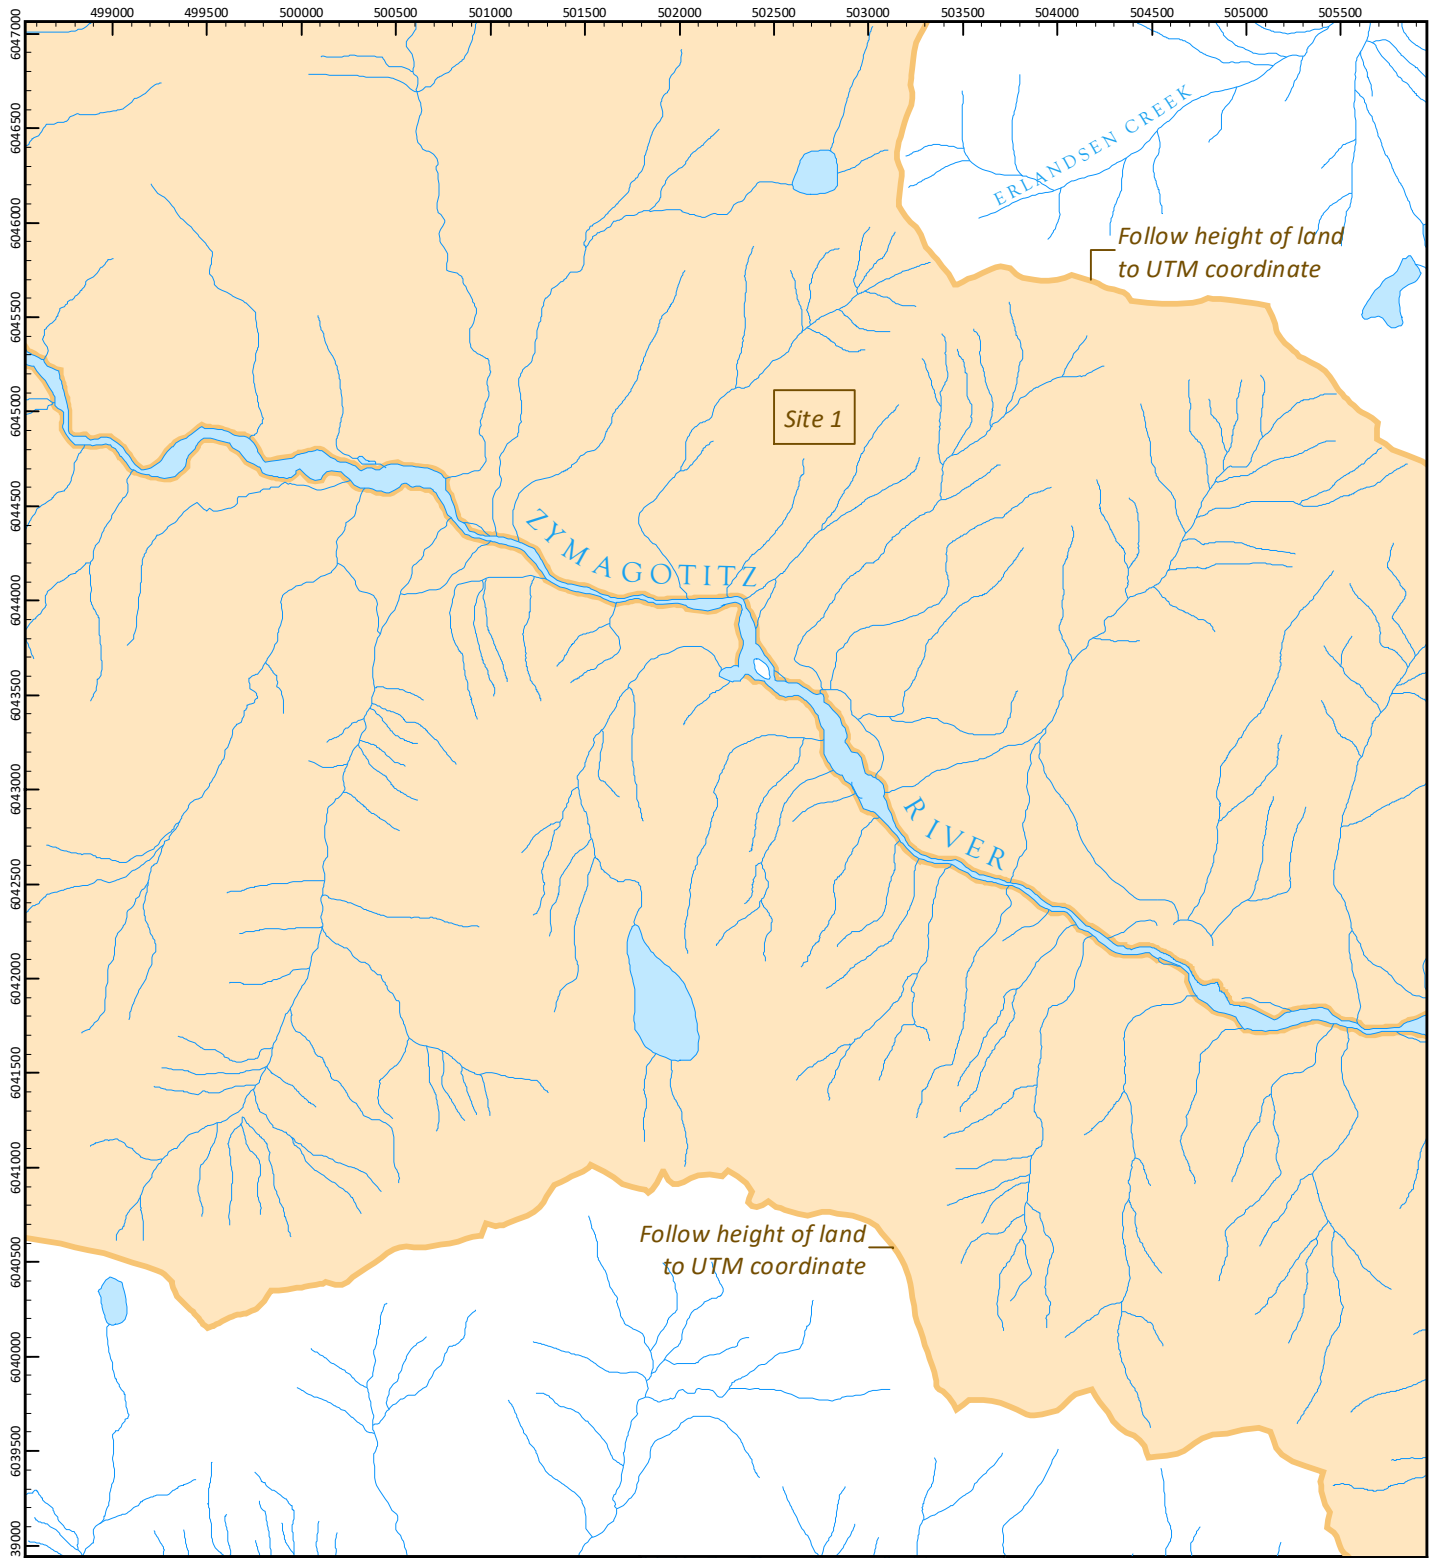 499000 499500 500000 500500 501000 501500 502000 502500 503000 503500 504000 504500 505000 505500
6047000
6046500
6046000
6045500
6045000
6044500
6044000
6043500
6043000
6042500
6042000
6041500
6041000
6040500
6040000
6039500
39000
ERLANDSEN CREEK
Follow height of land
to UTM coordinate
Site 1
ZYMAGOTITZ
RIVER
Follow height of land
to UTM coordinate